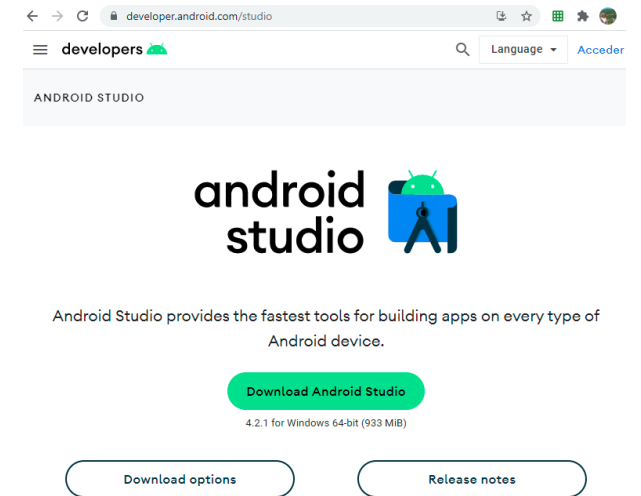 developer.android.com/studio
developers
Language
Acceder
ANDROID STUDIO
android
studio
Android Studio provides the fastest tools for building apps on every type of
Android device.
Download Android Studio
4.2.1 for Windows 64-bit (933 MiB)
Download options
Release notes